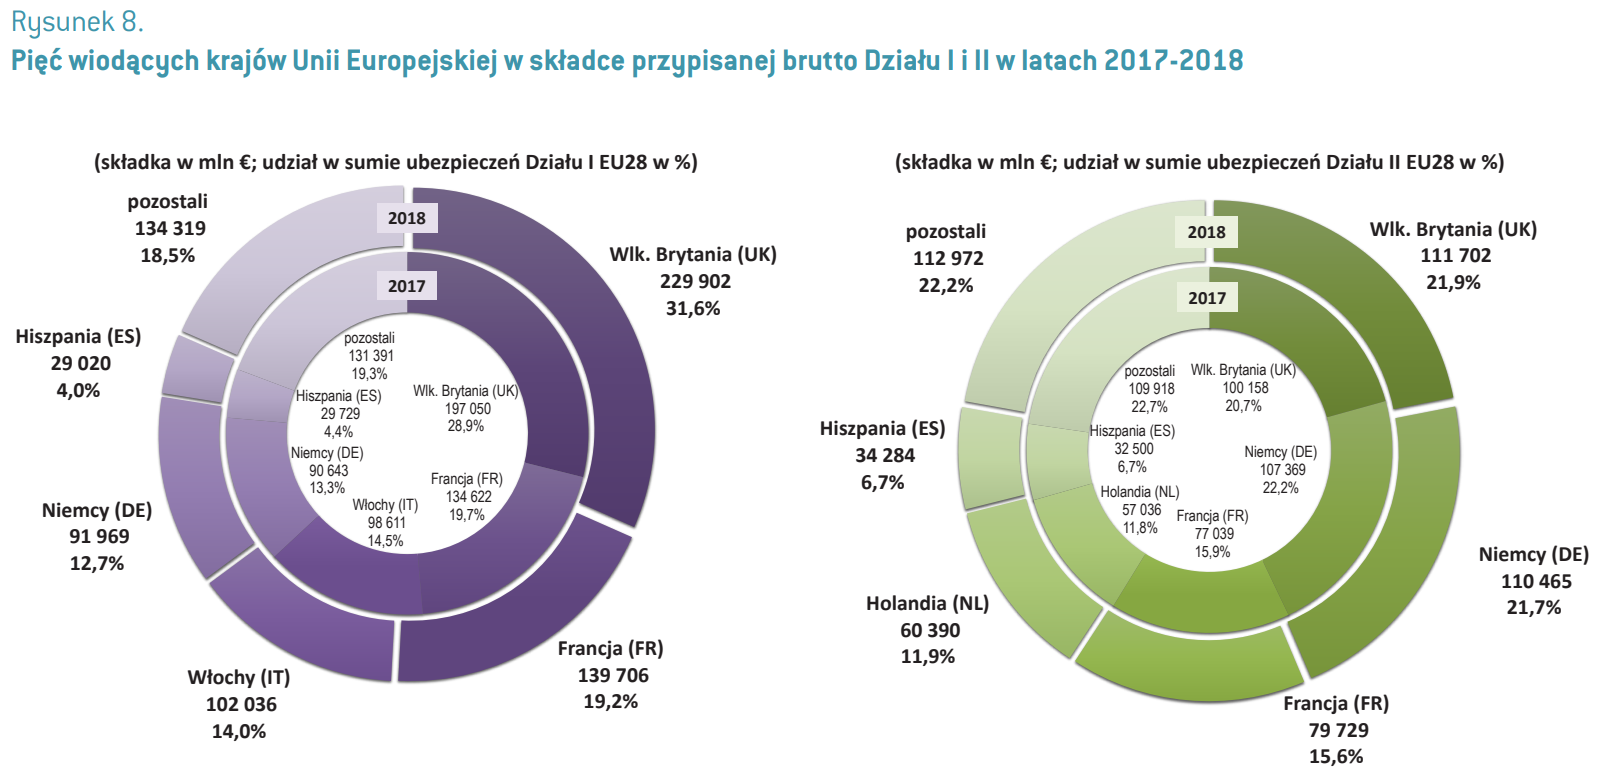 Rysunek 8.
Pięć wiodących krajów Unii Europejskiej w składce przypisanej brutto Działu I i II w latach 2017-2018
(składka w mln €; udział w sumie ubezpieczeń Działu I EU28 w %)
2018
2017
Wlk. Brytania (UK)
229 902
31,6%
Francja (FR)
139 706
19,2%
Włochy (IT)
102 036
14,0%
Niemcy (DE)
91 969
12,7%
Hiszpania (ES)
29 020
4,0%
pozostali
134 319
18,5%
Wlk. Brytania (UK)
197 050
28,9%
Francja (FR)
134 622
19,7%
Włochy (IT)
98 611
14,5%
Niemcy (DE)
90 643
13,3%
Hiszpania (ES)
29 729
4,4%
pozostali
131 391
19,3%
(składka w mln €; udział w sumie ubezpieczeń Działu II EU28 w %)
2018
2017
Wlk. Brytania (UK)
111 702
21,9%
Niemcy (DE)
110 465
21,7%
Francja (FR)
79 729
15,6%
Holandia (NL)
60 390
11,9%
Hiszpania (ES)
34 284
6,7%
pozostali
112 972
22,2%
Wlk. Brytania (UK)
100 158
20,7%
Niemcy (DE)
107 369
22,2%
Francja (FR)
77 039
15,9%
Holandia (NL)
57 036
11,8%
Hiszpania (ES)
32 500
6,7%
pozostali
109 918
22,7%